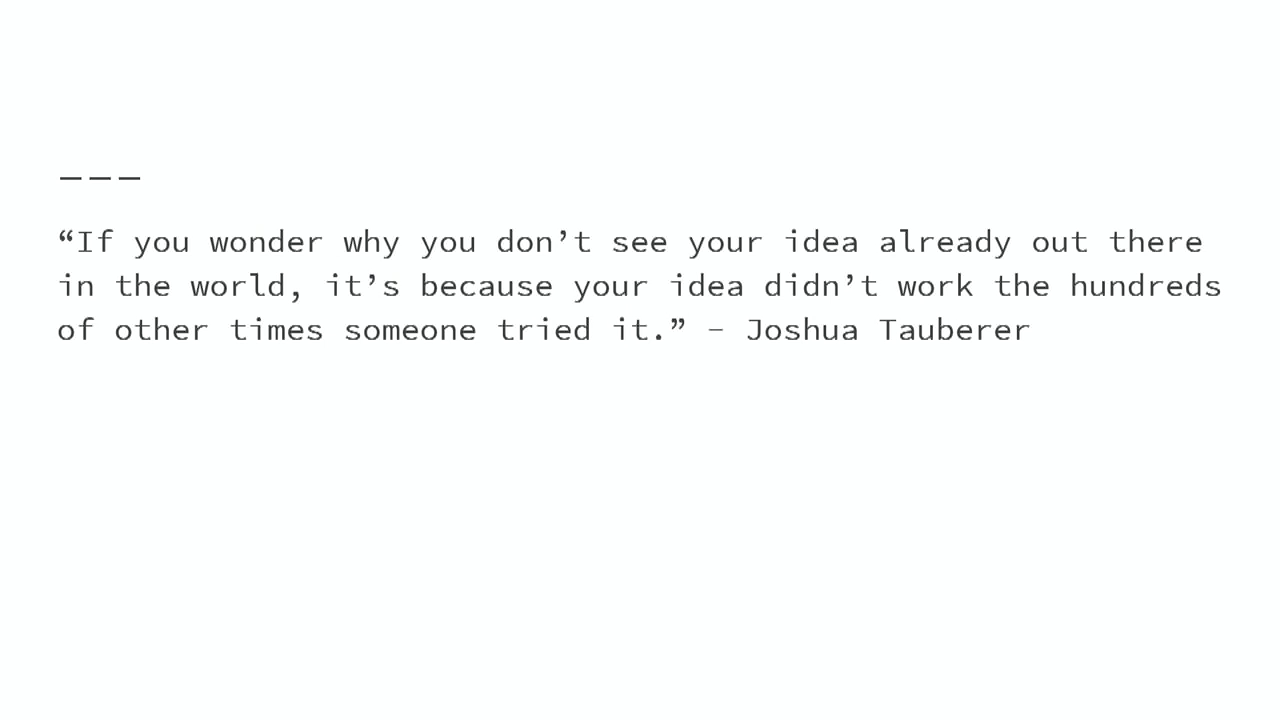 “If you wonder why you don’t see your idea already out there
in the world, it’s because your idea didn’t work the hundreds
of other times someone tried it.” – Joshua Tauberer